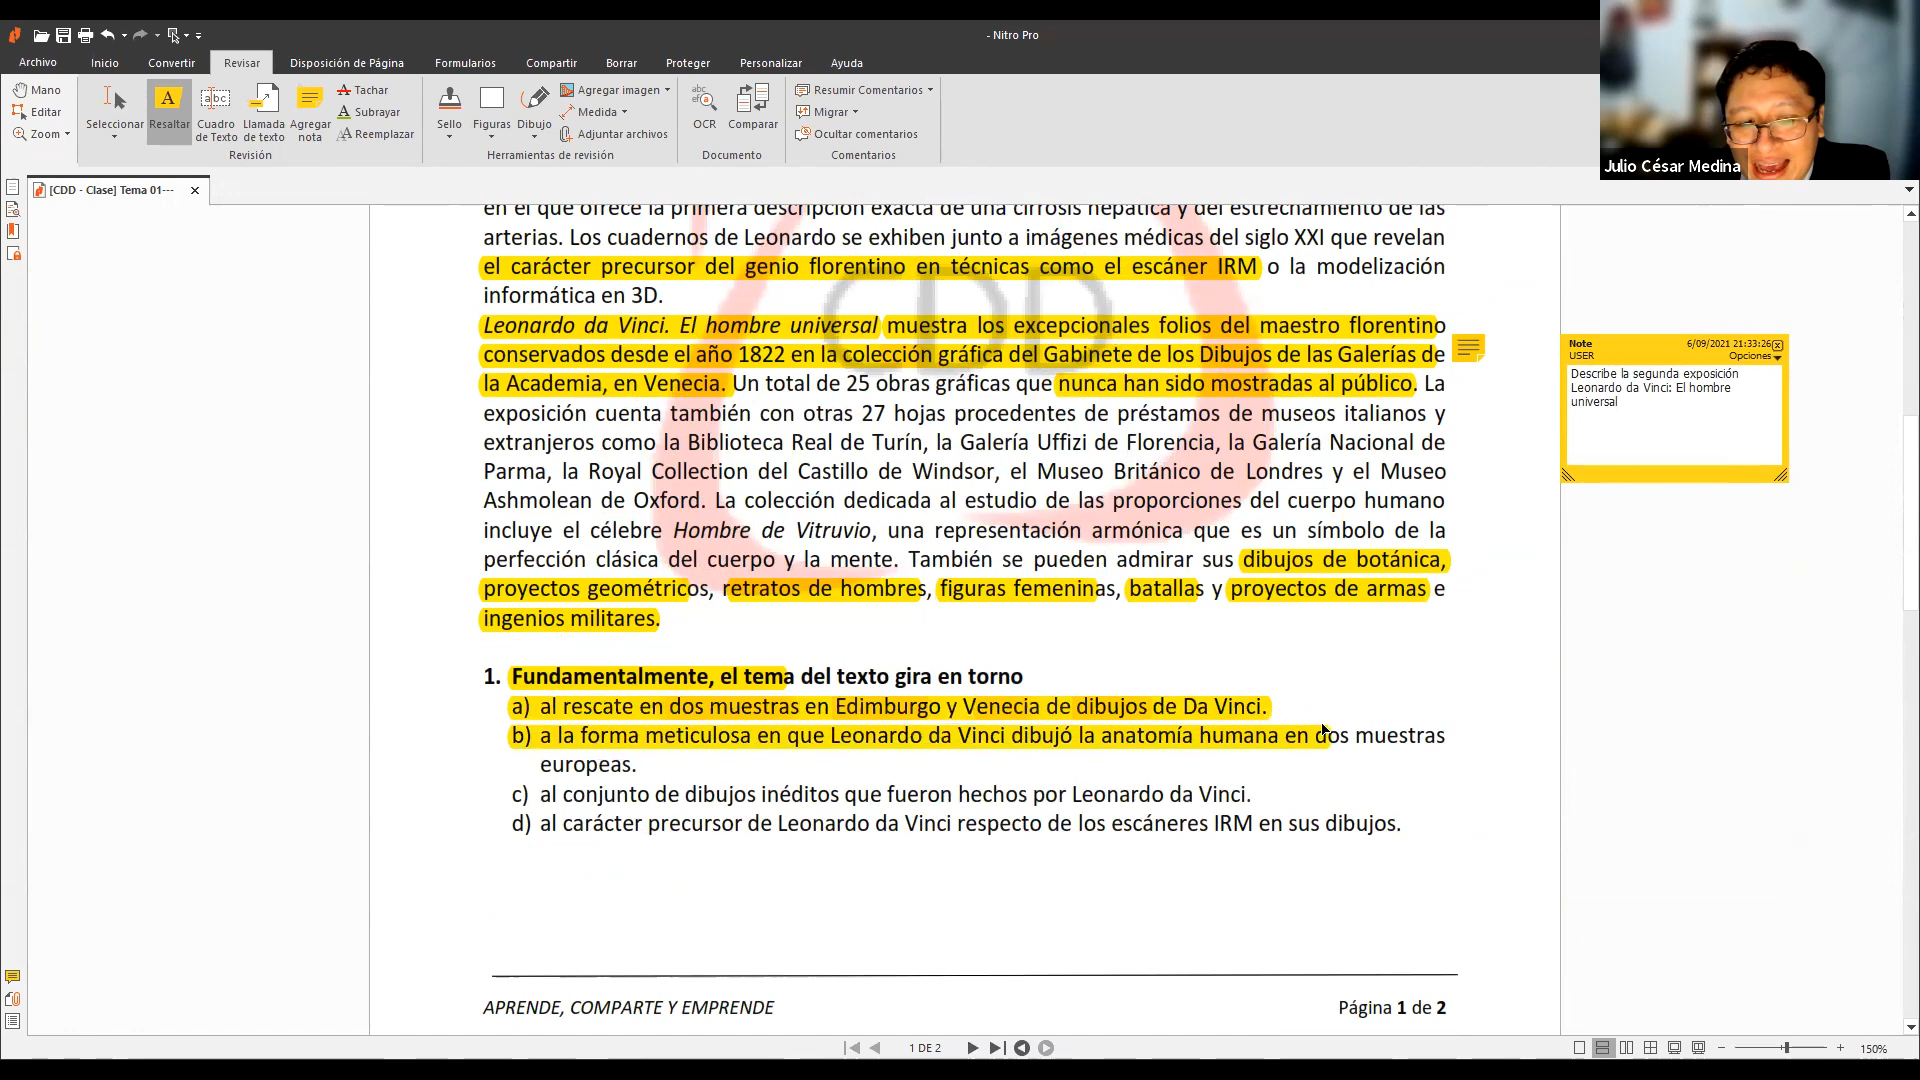 - Nitro Pro
Archivo
Inicio
Convertir
Revisar
Disposición de Página
Formularios
Compartir
Borrar
Proteger
Personalizar
Ayuda
Mano
Editar
Zoom
Seleccionar
Resaltar
Cuadro de Texto
Llamada de texto
Agregar nota
Tachar
Subrayar
Reemplazar
Revisión
Sello
Figuras
Dibujo
Agregar imagen
Medida
Adjuntar archivos
Herramientas de revisión
OCR
Comparar
Documento
Resumir Comentarios
Migrar
Ocultar comentarios
Comentarios
Julio César Medina
[CDD - Clase] Tema 01---
en el que ofrece la primera descripción exacta de una cirrosis hepática y del estrechamiento de las
arterias. Los cuadernos de Leonardo se exhiben junto a imágenes médicas del siglo XXI que revelan
el carácter precursor del genio florentino en técnicas como el escáner IRM o la modelización
informática en 3D.
Leonardo da Vinci. El hombre universal muestra los excepcionales folios del maestro florentino
conservados desde el año 1822 en la colección gráfica del Gabinete de los Dibujos de las Galerías de
la Academia, en Venecia. Un total de 25 obras gráficas que nunca han sido mostradas al público. La
exposición cuenta también con otras 27 hojas procedentes de préstamos de museos italianos y
extranjeros como la Biblioteca Real de Turín, la Galería Uffizi de Florencia, la Galería Nacional de
Parma, la Royal Collection del Castillo de Windsor, el Museo Británico de Londres y el Museo
Ashmolean de Oxford. La colección dedicada al estudio de las proporciones del cuerpo humano
incluye el célebre Hombre de Vitruvio, una representación armónica que es un símbolo de la
perfección clásica del cuerpo y la mente. También se pueden admirar sus dibujos de botánica,
proyectos geométricos, retratos de hombres, figuras femeninas, batallas y proyectos de armas e
ingenios militares.
CDD
Note
6/09/2021 21:33:26
USER
Opciones
Describe la segunda exposición
Leonardo da Vinci: El hombre
universal
1. Fundamentalmente, el tema del texto gira en torno
a) al rescate en dos muestras en Edimburgo y Venecia de dibujos de Da Vinci.
b) a la forma meticulosa en que Leonardo da Vinci dibujó la anatomía humana en dos muestras
europeas.
c) al conjunto de dibujos inéditos que fueron hechos por Leonardo da Vinci.
d) al carácter precursor de Leonardo da Vinci respecto de los escáneres IRM en sus dibujos.
APRENDE, COMPARTE Y EMPRENDE
Página 1 de 2
1 DE 2
150%